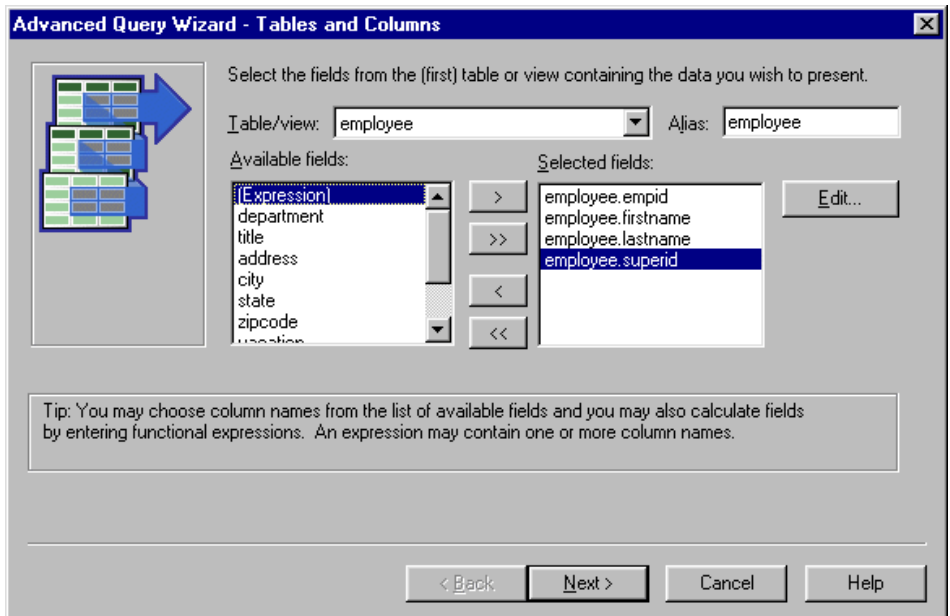 Advanced Query Wizard - Tables and Columns
Select the fields from the (first) table or view containing the data you wish to present.
Table/view: employee Alias: employee
Available fields: Selected fields:
(Expression) > employee.empid Edit...
department employee.firstname
title >> employee.lastname
address employee.superid
city <
state
zipcode <<
vacation
Tip: You may choose column names from the list of available fields and you may also calculate fields
by entering functional expressions. An expression may contain one or more column names.
< Back Next > Cancel Help